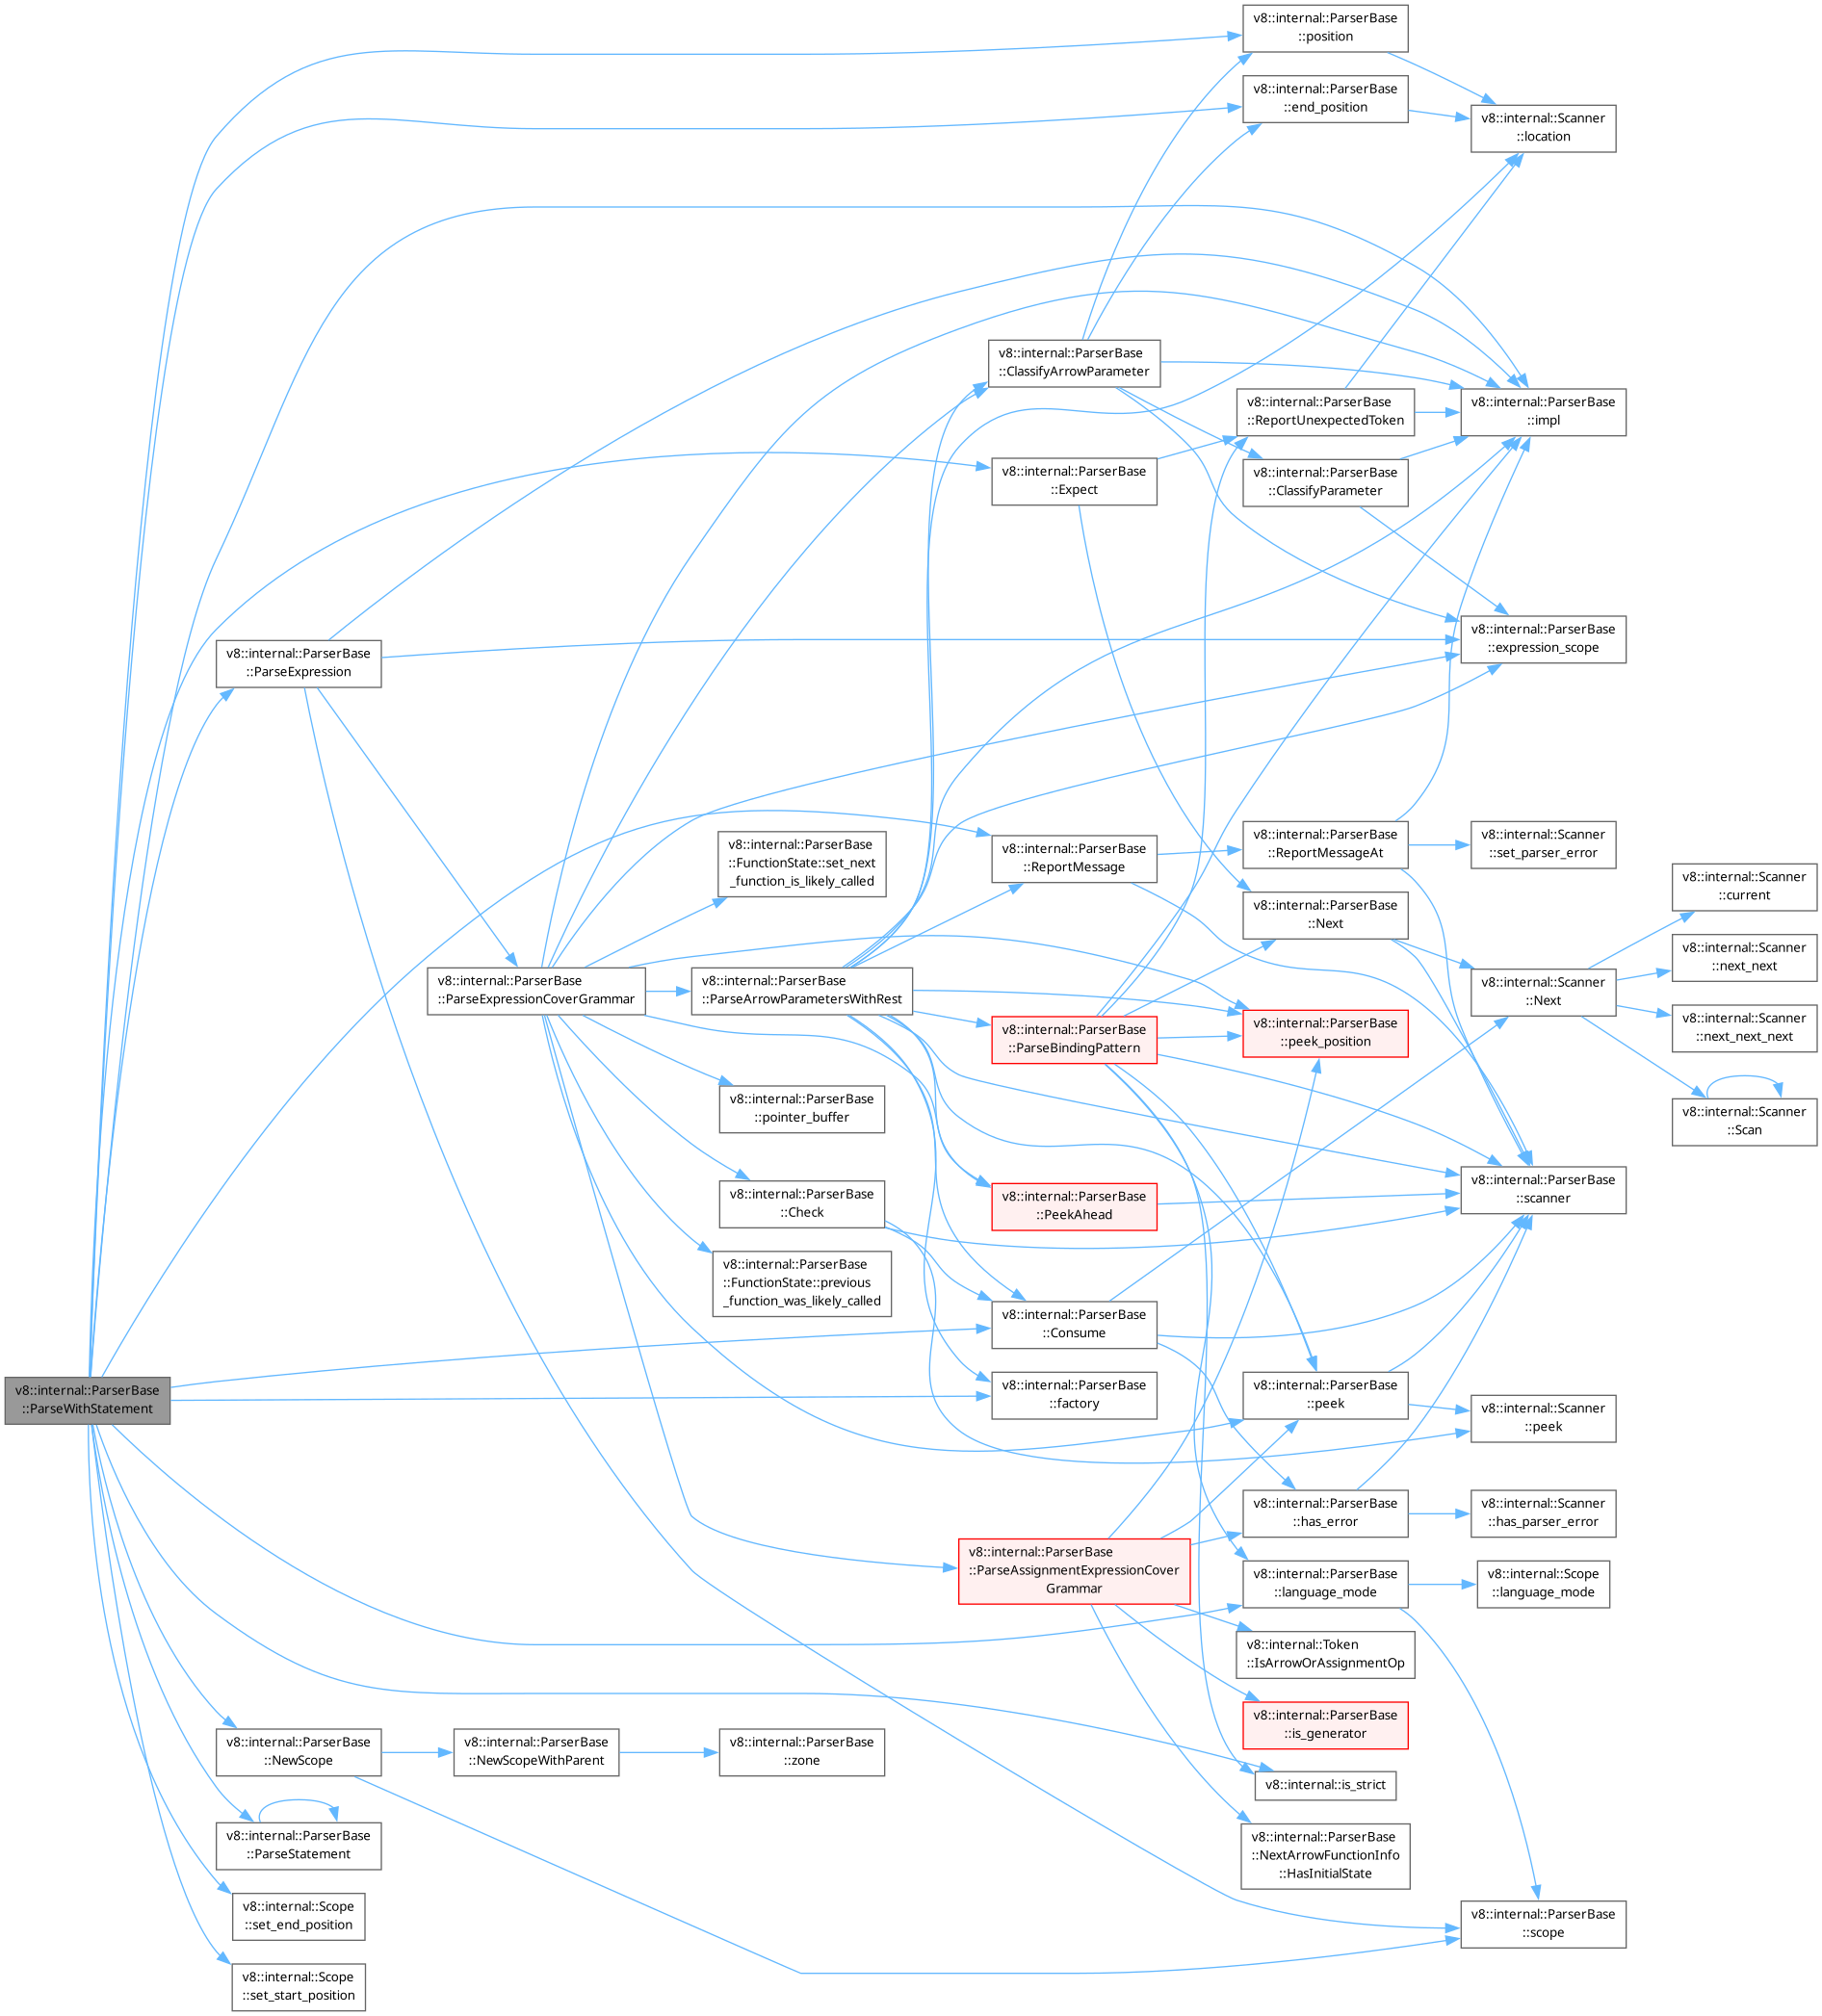 v8::internal::ParserBase
::ParseWithStatement
v8::internal::ParserBase
::ParseExpression
v8::internal::ParserBase
::NewScope
v8::internal::ParserBase
::ParseStatement
v8::internal::Scope
::set_end_position
v8::internal::Scope
::set_start_position
v8::internal::ParserBase
::ParseExpressionCoverGrammar
v8::internal::ParserBase
::NewScopeWithParent
v8::internal::ParserBase
::FunctionState::set_next
_function_is_likely_called
v8::internal::ParserBase
::ParseArrowParametersWithRest
v8::internal::ParserBase
::pointer_buffer
v8::internal::ParserBase
::Check
v8::internal::ParserBase
::FunctionState::previous
_function_was_likely_called
v8::internal::ParserBase
::zone
v8::internal::ParserBase
::ClassifyArrowParameter
v8::internal::ParserBase
::Expect
v8::internal::ParserBase
::ReportMessage
v8::internal::ParserBase
::ParseBindingPattern
v8::internal::ParserBase
::PeekAhead
v8::internal::ParserBase
::Consume
v8::internal::ParserBase
::factory
v8::internal::ParserBase
::ParseAssignmentExpressionCover
Grammar
v8::internal::ParserBase
::position
v8::internal::ParserBase
::end_position
v8::internal::ParserBase
::ReportUnexpectedToken
v8::internal::ParserBase
::ClassifyParameter
v8::internal::ParserBase
::ReportMessageAt
v8::internal::ParserBase
::Next
v8::internal::ParserBase
::peek_position
v8::internal::ParserBase
::peek
v8::internal::ParserBase
::has_error
v8::internal::ParserBase
::language_mode
v8::internal::Token
::IsArrowOrAssignmentOp
v8::internal::ParserBase
::is_generator
v8::internal::is_strict
v8::internal::ParserBase
::NextArrowFunctionInfo
::HasInitialState
v8::internal::Scanner
::location
v8::internal::ParserBase
::impl
v8::internal::ParserBase
::expression_scope
v8::internal::Scanner
::set_parser_error
v8::internal::Scanner
::Next
v8::internal::ParserBase
::scanner
v8::internal::Scanner
::peek
v8::internal::Scanner
::has_parser_error
v8::internal::Scope
::language_mode
v8::internal::ParserBase
::scope
v8::internal::Scanner
::current
v8::internal::Scanner
::next_next
v8::internal::Scanner
::next_next_next
v8::internal::Scanner
::Scan